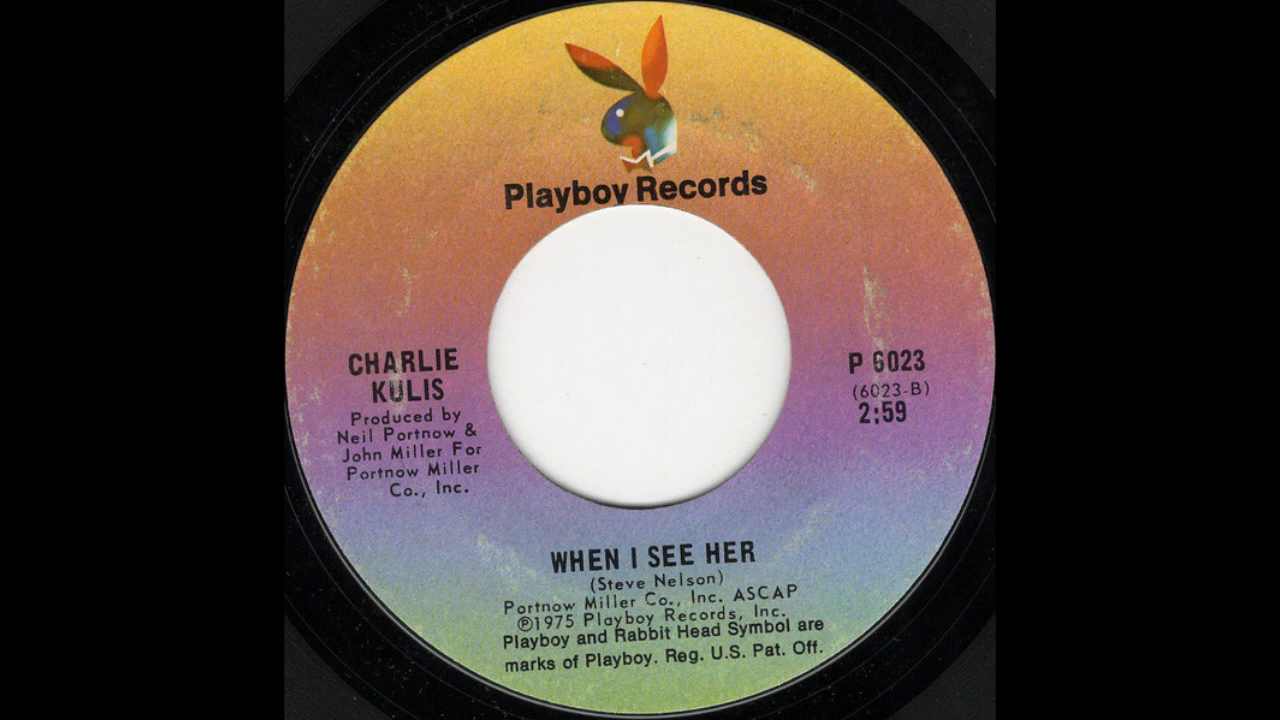 Playboy Records
CHARLIE
KULIS
Produced by
Neil Portnow &
John Miller For
Portnow Miller
Co., Inc.
P 6023
(6023-B)
2:59
WHEN I SEE HER
(Steve Nelson)
Portnow Miller Co., Inc. ASCAP
℗1975 Playboy Records, Inc.
Playboy and Rabbit Head Symbol are
marks of Playboy. Reg. U.S. Pat. Off.